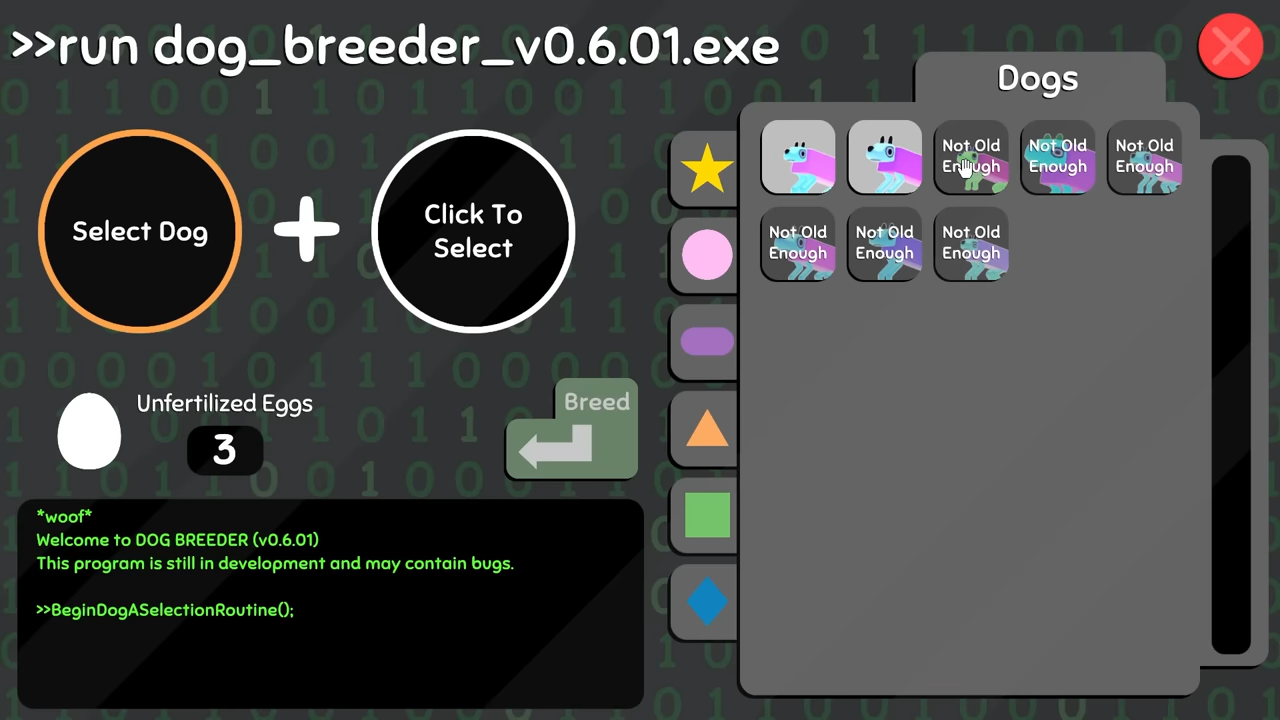 >>run dog_breeder_v0.6.01.exe
Dogs
Select Dog
Click To
Select
Not Old
Enough
Not Old
Enough
Not Old
Enough
Not Old
Enough
Not Old
Enough
Not Old
Enough
Unfertilized Eggs
3
Breed
*woof*
Welcome to DOG BREEDER (v0.6.01)
This program is still in development and may contain bugs.
>>BeginDogASelectionRoutine();